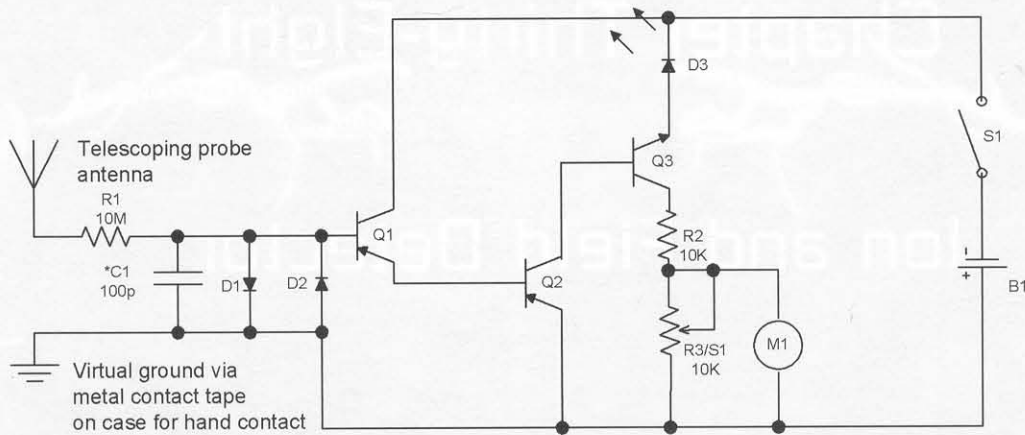 Telescoping probe
antenna
R1
10M
*C1
100p
D1
D2
Q1
Q2
Q3
D3
R2
10K
R3/S1
10K
M1
S1
-
+
B1
Virtual ground via
metal contact tape
on case for hand contact